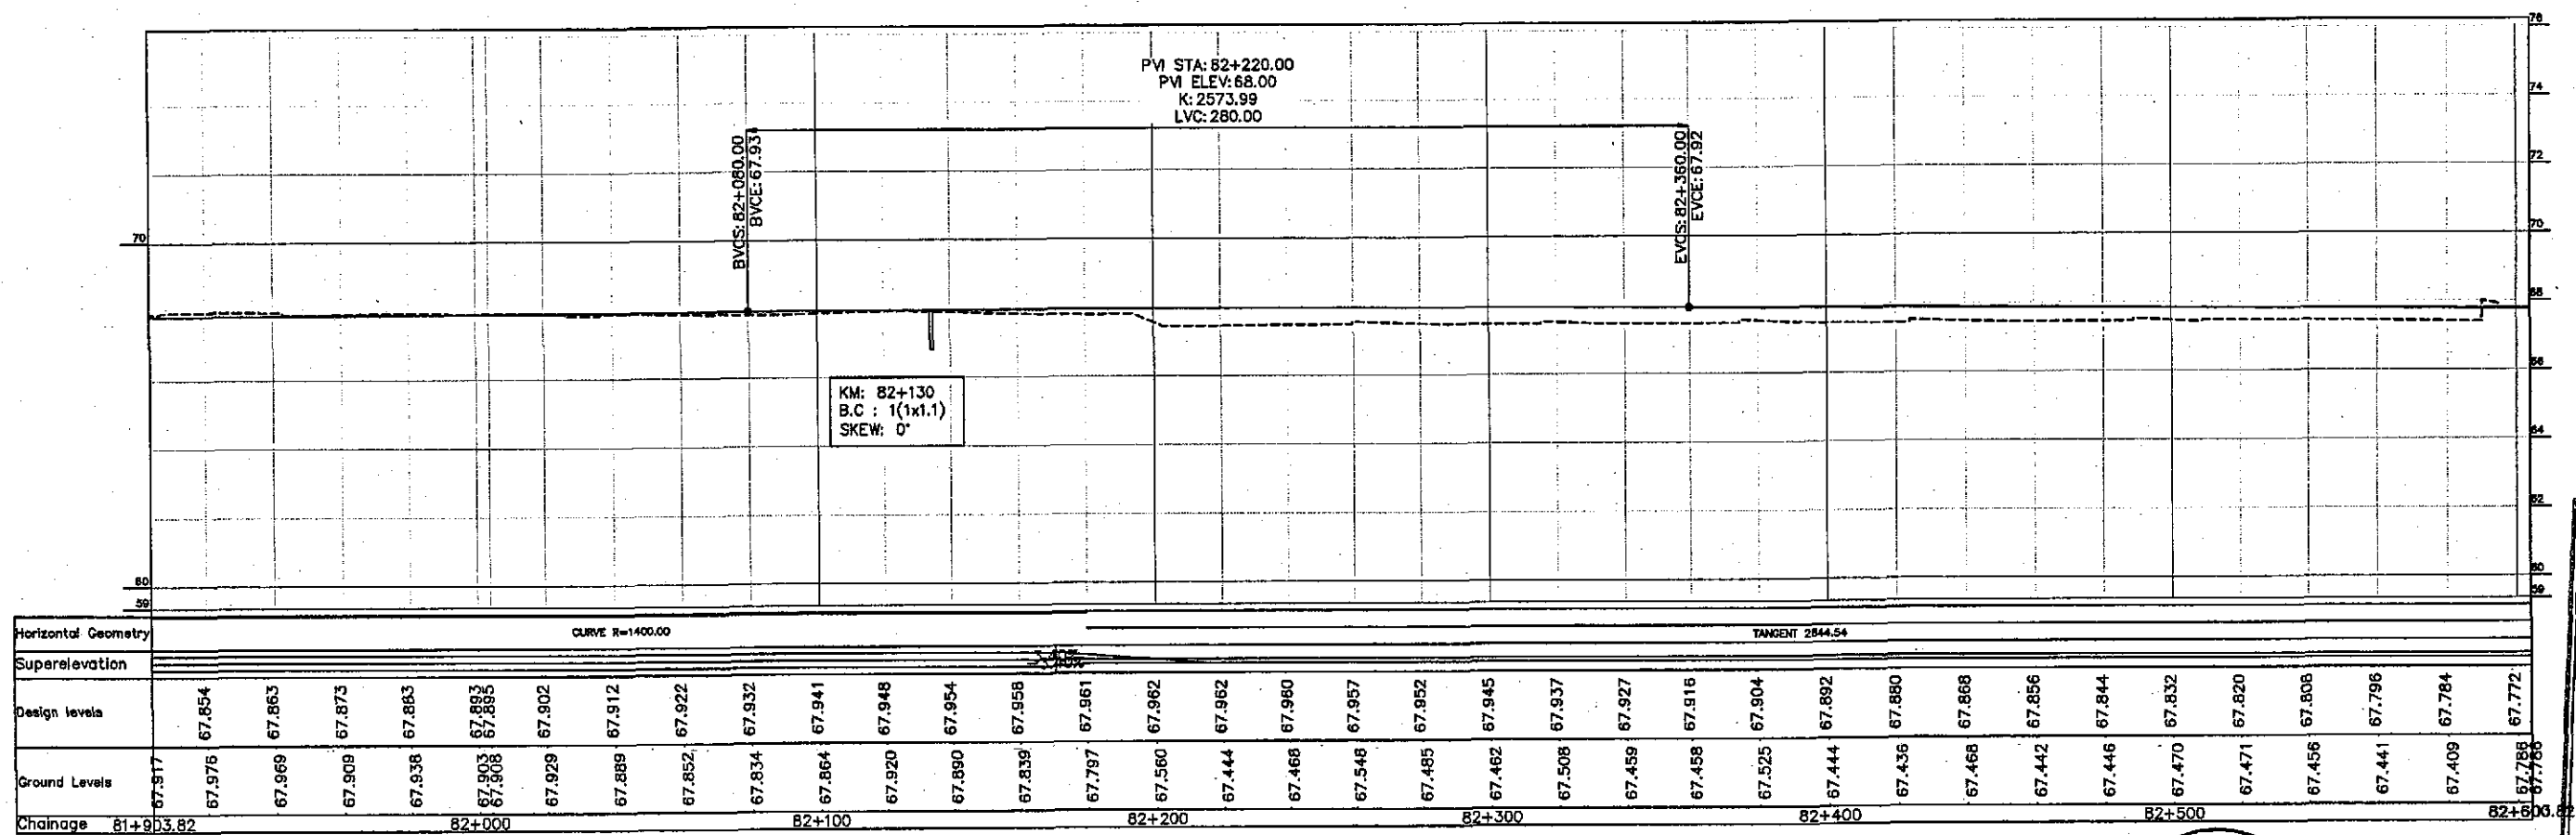 76
PVI STA: 82+220.00
PVI ELEV: 68.00
K: 2573.99
LVC: 280.00
74
BVCS: 82+080.00
BVCE: 67.93
EVCS: 82+360.00
EVCE: 67.92
72
70
70
68
66
KM: 82+130
B.C : 1(1x1.1)
SKEW: 0°
64
62
60
60
59
59
Horizontal Geometry CURVE R=1400.00 TANGENT 2844.54
Superelevation
Design levels 67.854 67.863 67.873 67.883 67.893 67.895 67.902 67.912 67.922 67.932 67.941 67.948 67.954 67.958 67.961 67.962 67.962 67.960 67.957 67.952 67.945 67.937 67.927 67.916 67.904 67.892 67.880 67.868 67.856 67.844 67.832 67.820 67.808 67.796 67.784 67.772
Ground Levels 67.917 67.976 67.969 67.909 67.938 67.903 67.908 67.929 67.889 67.852 67.834 67.864 67.920 67.890 67.839 67.797 67.560 67.444 67.468 67.548 67.485 67.462 67.508 67.459 67.458 67.525 67.444 67.436 67.468 67.442 67.446 67.470 67.471 67.456 67.441 67.409 67.788 67.788
Chainage 81+903.82 82+000 82+100 82+200 82+300 82+400 82+500 82+603.82